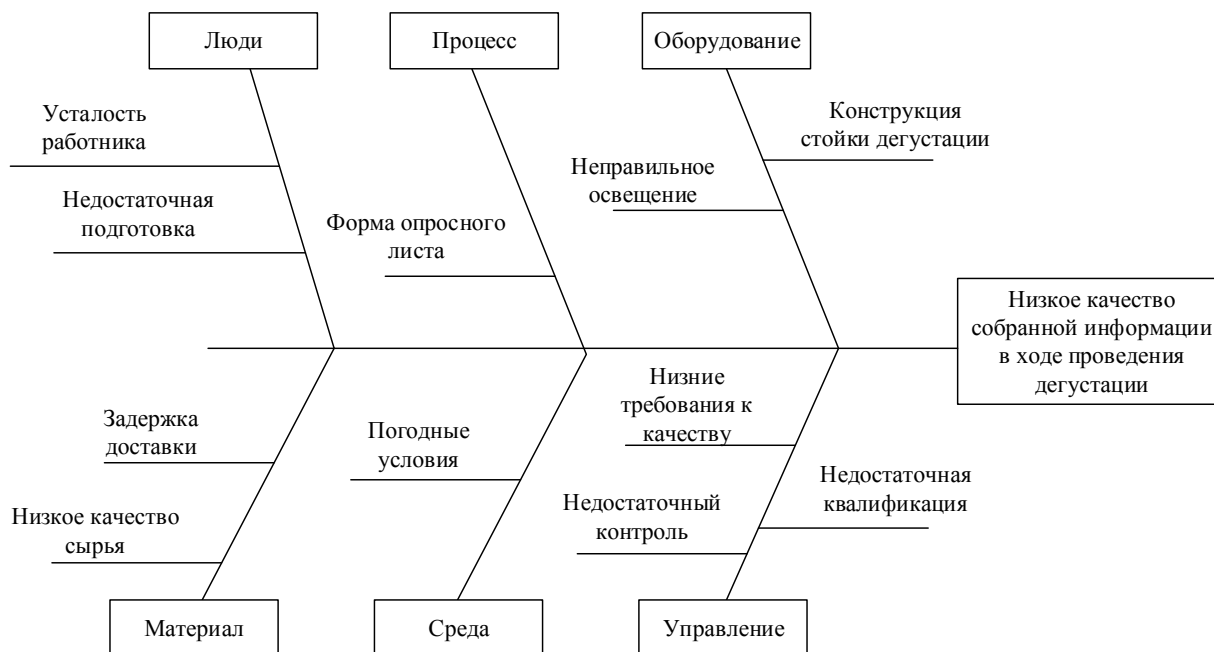 Люди
Процесс
Оборудование
Усталость
работника
Конструкция
стойки дегустации
Неправильное
освещение
Недостаточная
подготовка
Форма опросного
листа
Низкое качество
собранной информации
в ходе проведения
дегустации
Низние
требования к
качеству
Задержка
доставки
Погодные
условия
Недостаточная
квалификация
Недостаточный
контроль
Низкое качество
сырья
Материал
Среда
Управление